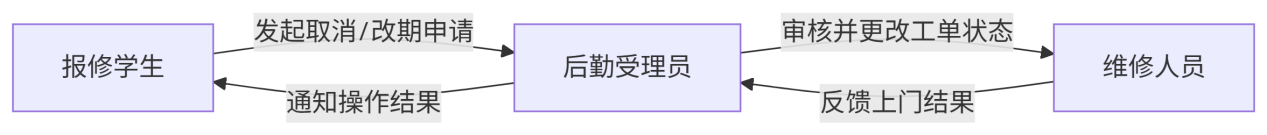 发起取消/改期申请
审核并更改工单状态
报修学生
后勤受理员
维修人员
通知操作结果
反馈上门结果